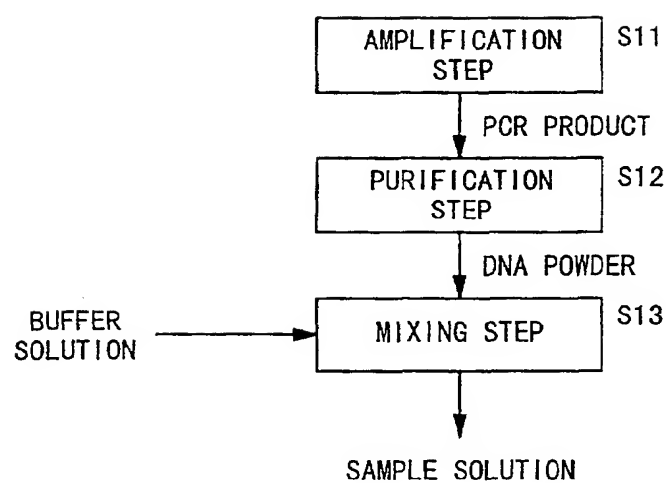 AMPLIFICATION
STEP
S11
PCR PRODUCT
PURIFICATION
STEP
S12
DNA POWDER
BUFFER
SOLUTION
MIXING STEP
S13
SAMPLE SOLUTION